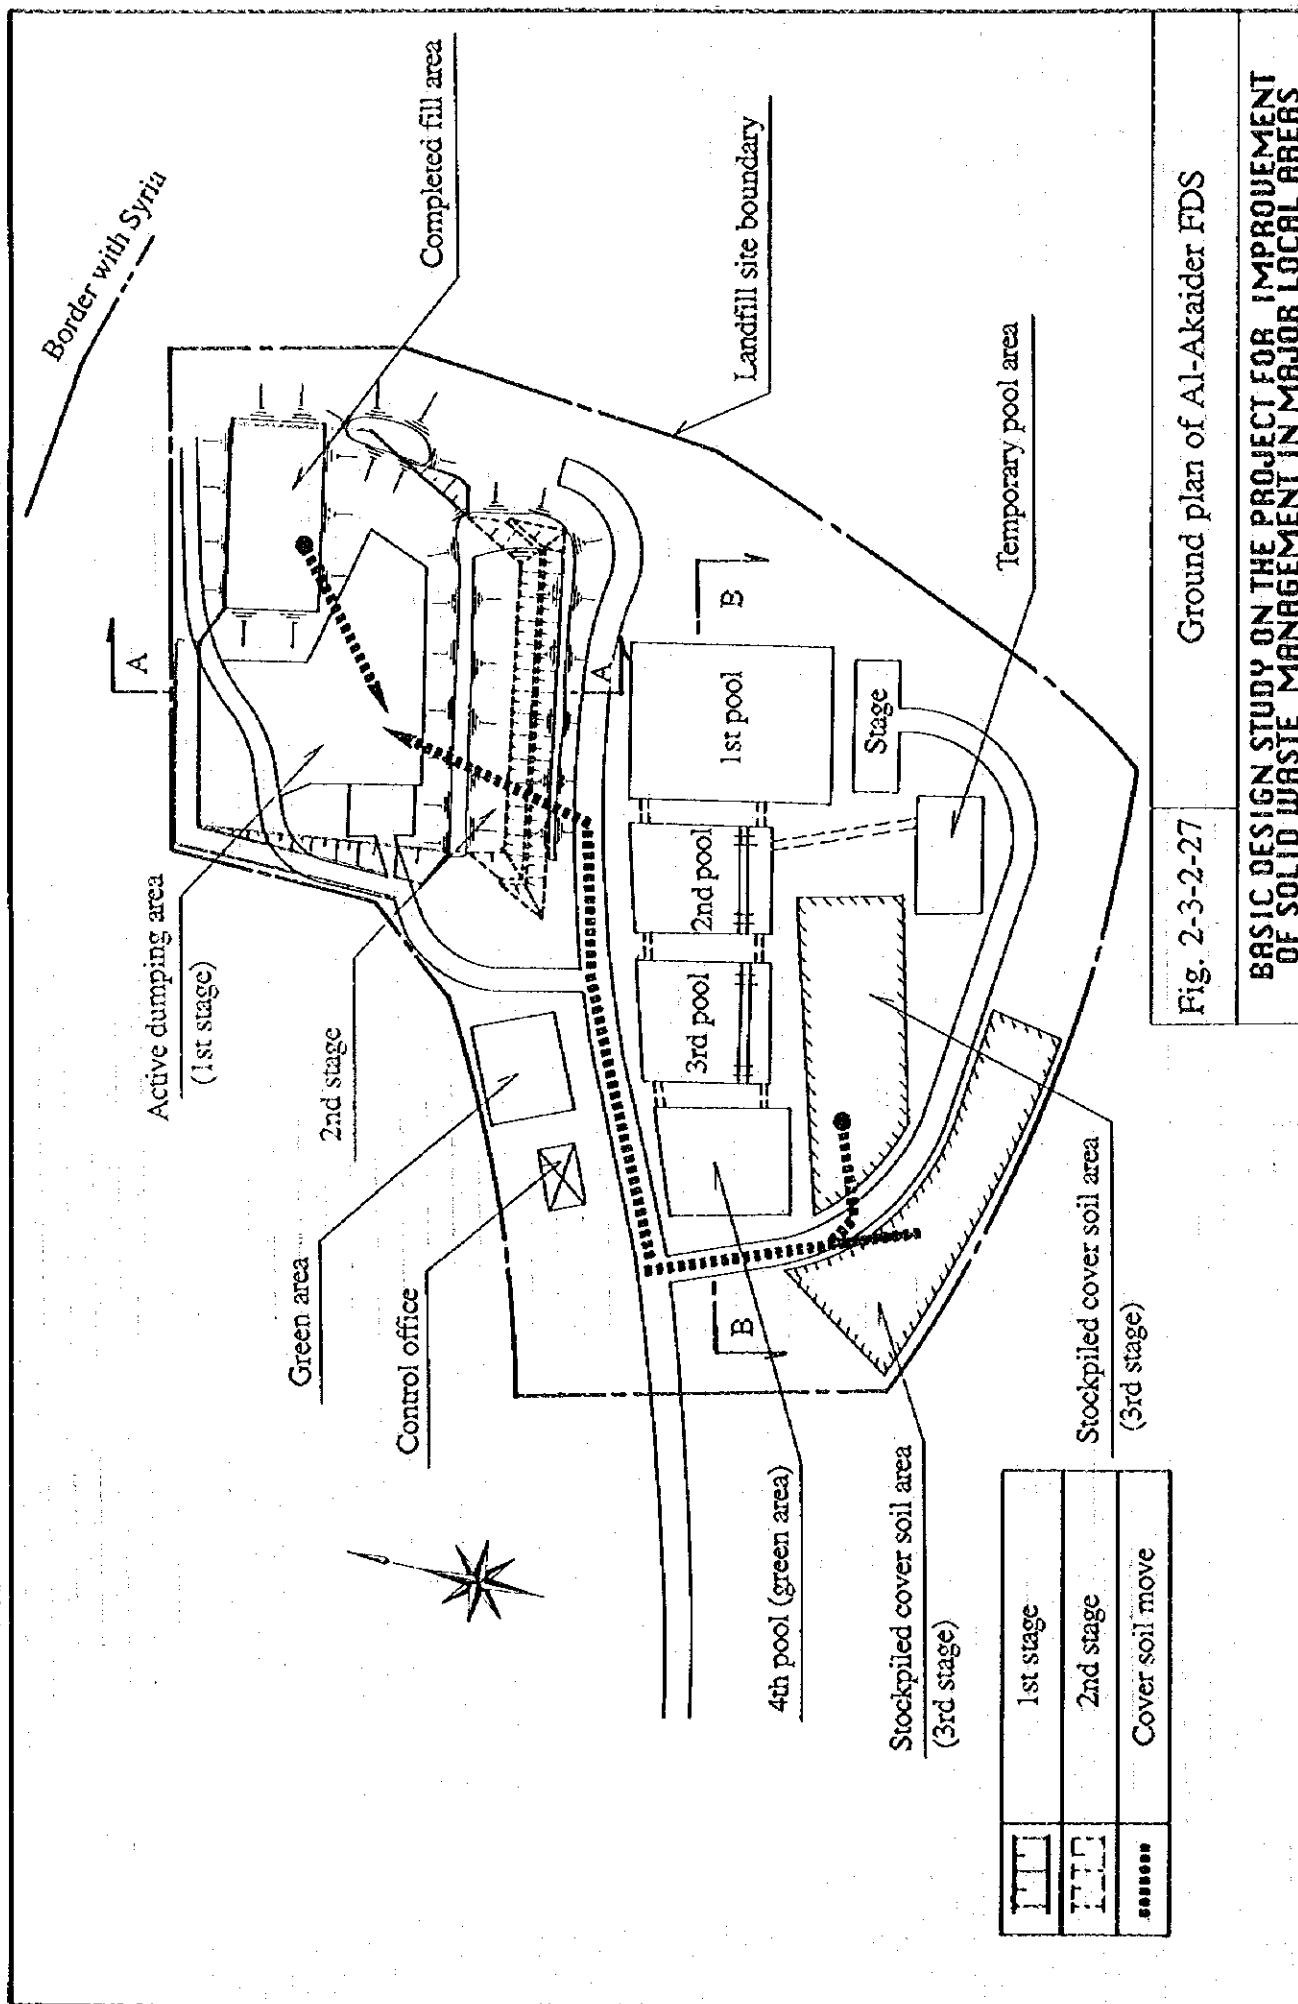 Border with Syria
Completed fill area
Landfill site boundary
Temporary pool area
Active dumping area
(1st stage)
2nd stage
Green area
Control office
A
A
B
B
1st pool
2nd pool
3rd pool
Stage
4th pool (green area)
Stockpiled cover soil area
(3rd stage)
Stockpiled cover soil area
(3rd stage)
1st stage
2nd stage
Cover soil move
Fig. 2-3-2-27
Ground plan of Al-Akaider FDS
BASIC DESIGN STUDY ON THE PROJECT FOR IMPROUEMENT
OF SOLID WASTE MANAGEMENT IN MAJOR LOCAL ARERS